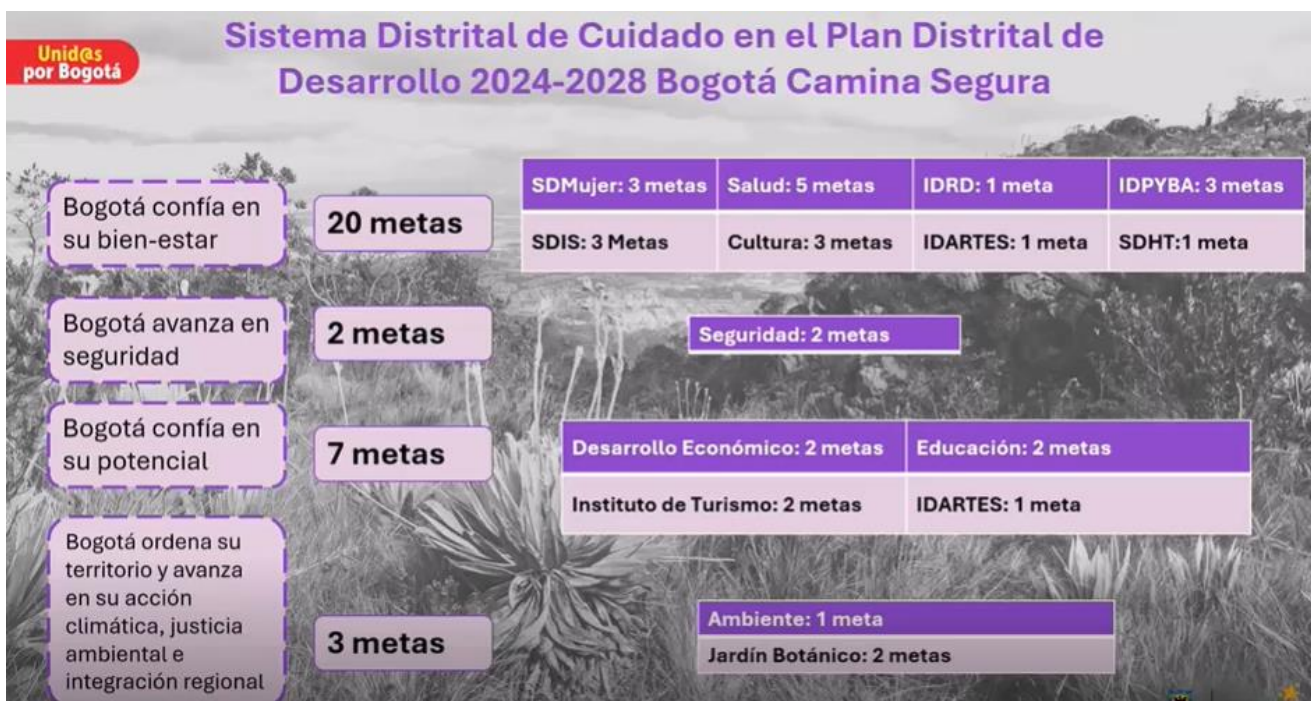 Unid@s
por Bogotá
Sistema Distrital de Cuidado en el Plan Distrital de
Desarrollo 2024-2028 Bogotá Camina Segura
Bogotá confía en
su bien-estar
20 metas
SDMujer: 3 metas
Salud: 5 metas
IDRD: 1 meta
IDPYBA: 3 metas
SDIS: 3 Metas
Cultura: 3 metas
IDARTES: 1 meta
SDHT:1 meta
Bogotá avanza en
seguridad
2 metas
Seguridad: 2 metas
Bogotá confía en
su potencial
7 metas
Desarrollo Económico: 2 metas
Educación: 2 metas
Instituto de Turismo: 2 metas
IDARTES: 1 meta
Bogotá ordena su
territorio y avanza
en su acción
climática, justicia
ambiental e
integración regional
3 metas
Ambiente: 1 meta
Jardín Botánico: 2 metas